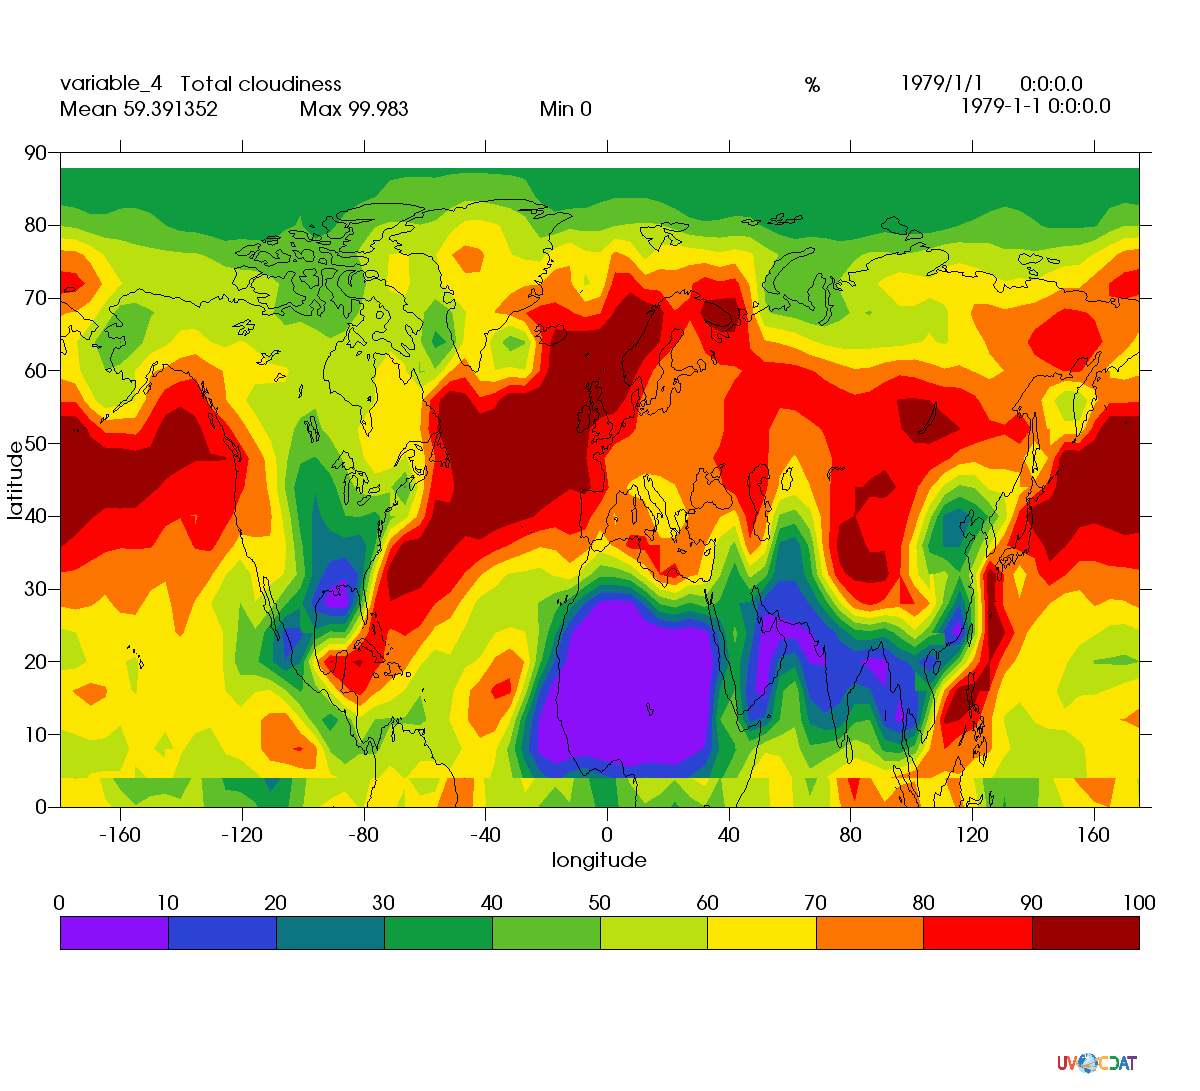 variable_4 Total cloudiness % 1979/1/1 0:0:0.0
Mean 59.391352 Max 99.983 Min 0 1979-1-1 0:0:0.0
90
80
70
60
50
40
30
20
10
0
latitude
-160 -120 -80 -40 0 40 80 120 160
longitude
0 10 20 30 40 50 60 70 80 90 100
UV CDAT